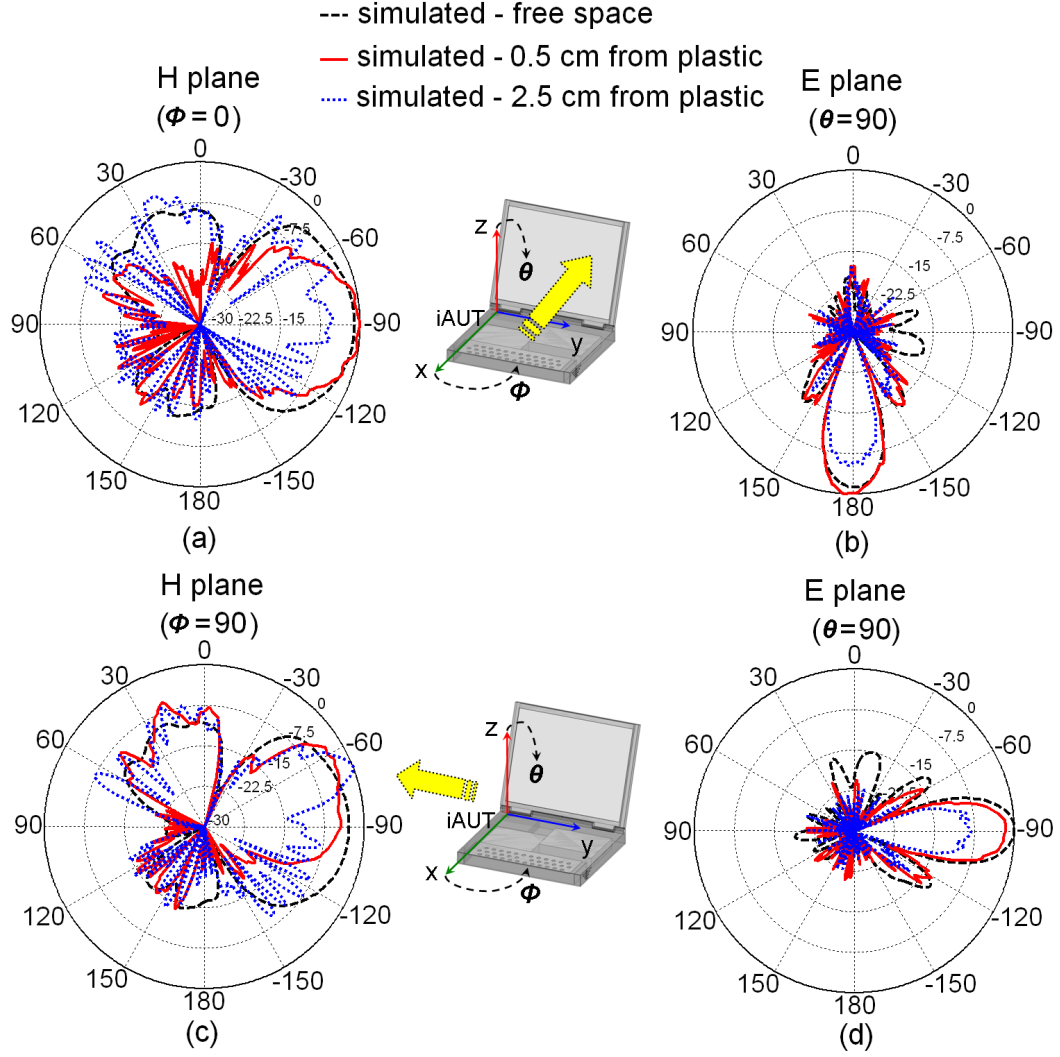 simulated - free space
simulated - 0.5 cm from plastic
simulated - 2.5 cm from plastic
H plane
(Φ = 0)
0
30
-30
60
-60
90
-90
120
-120
150
-150
180
0
-7.5
-30 -22.5 -15
(a)
z
θ
iAUT
y
x
Φ
E plane
(θ=90)
0
30
-30
60
-60
90
-90
120
-120
150
-150
180
0
-7.5
-15
-22.5
(b)
H plane
(Φ = 90)
0
30
-30
60
-60
90
-90
120
-120
150
-150
180
0
-7.5
-15
-22.5
-30
(c)
z
θ
iAUT
y
x
Φ
E plane
(θ=90)
0
30
-30
60
-60
90
-90
120
-120
150
-150
180
0
-7.5
-15
(d)